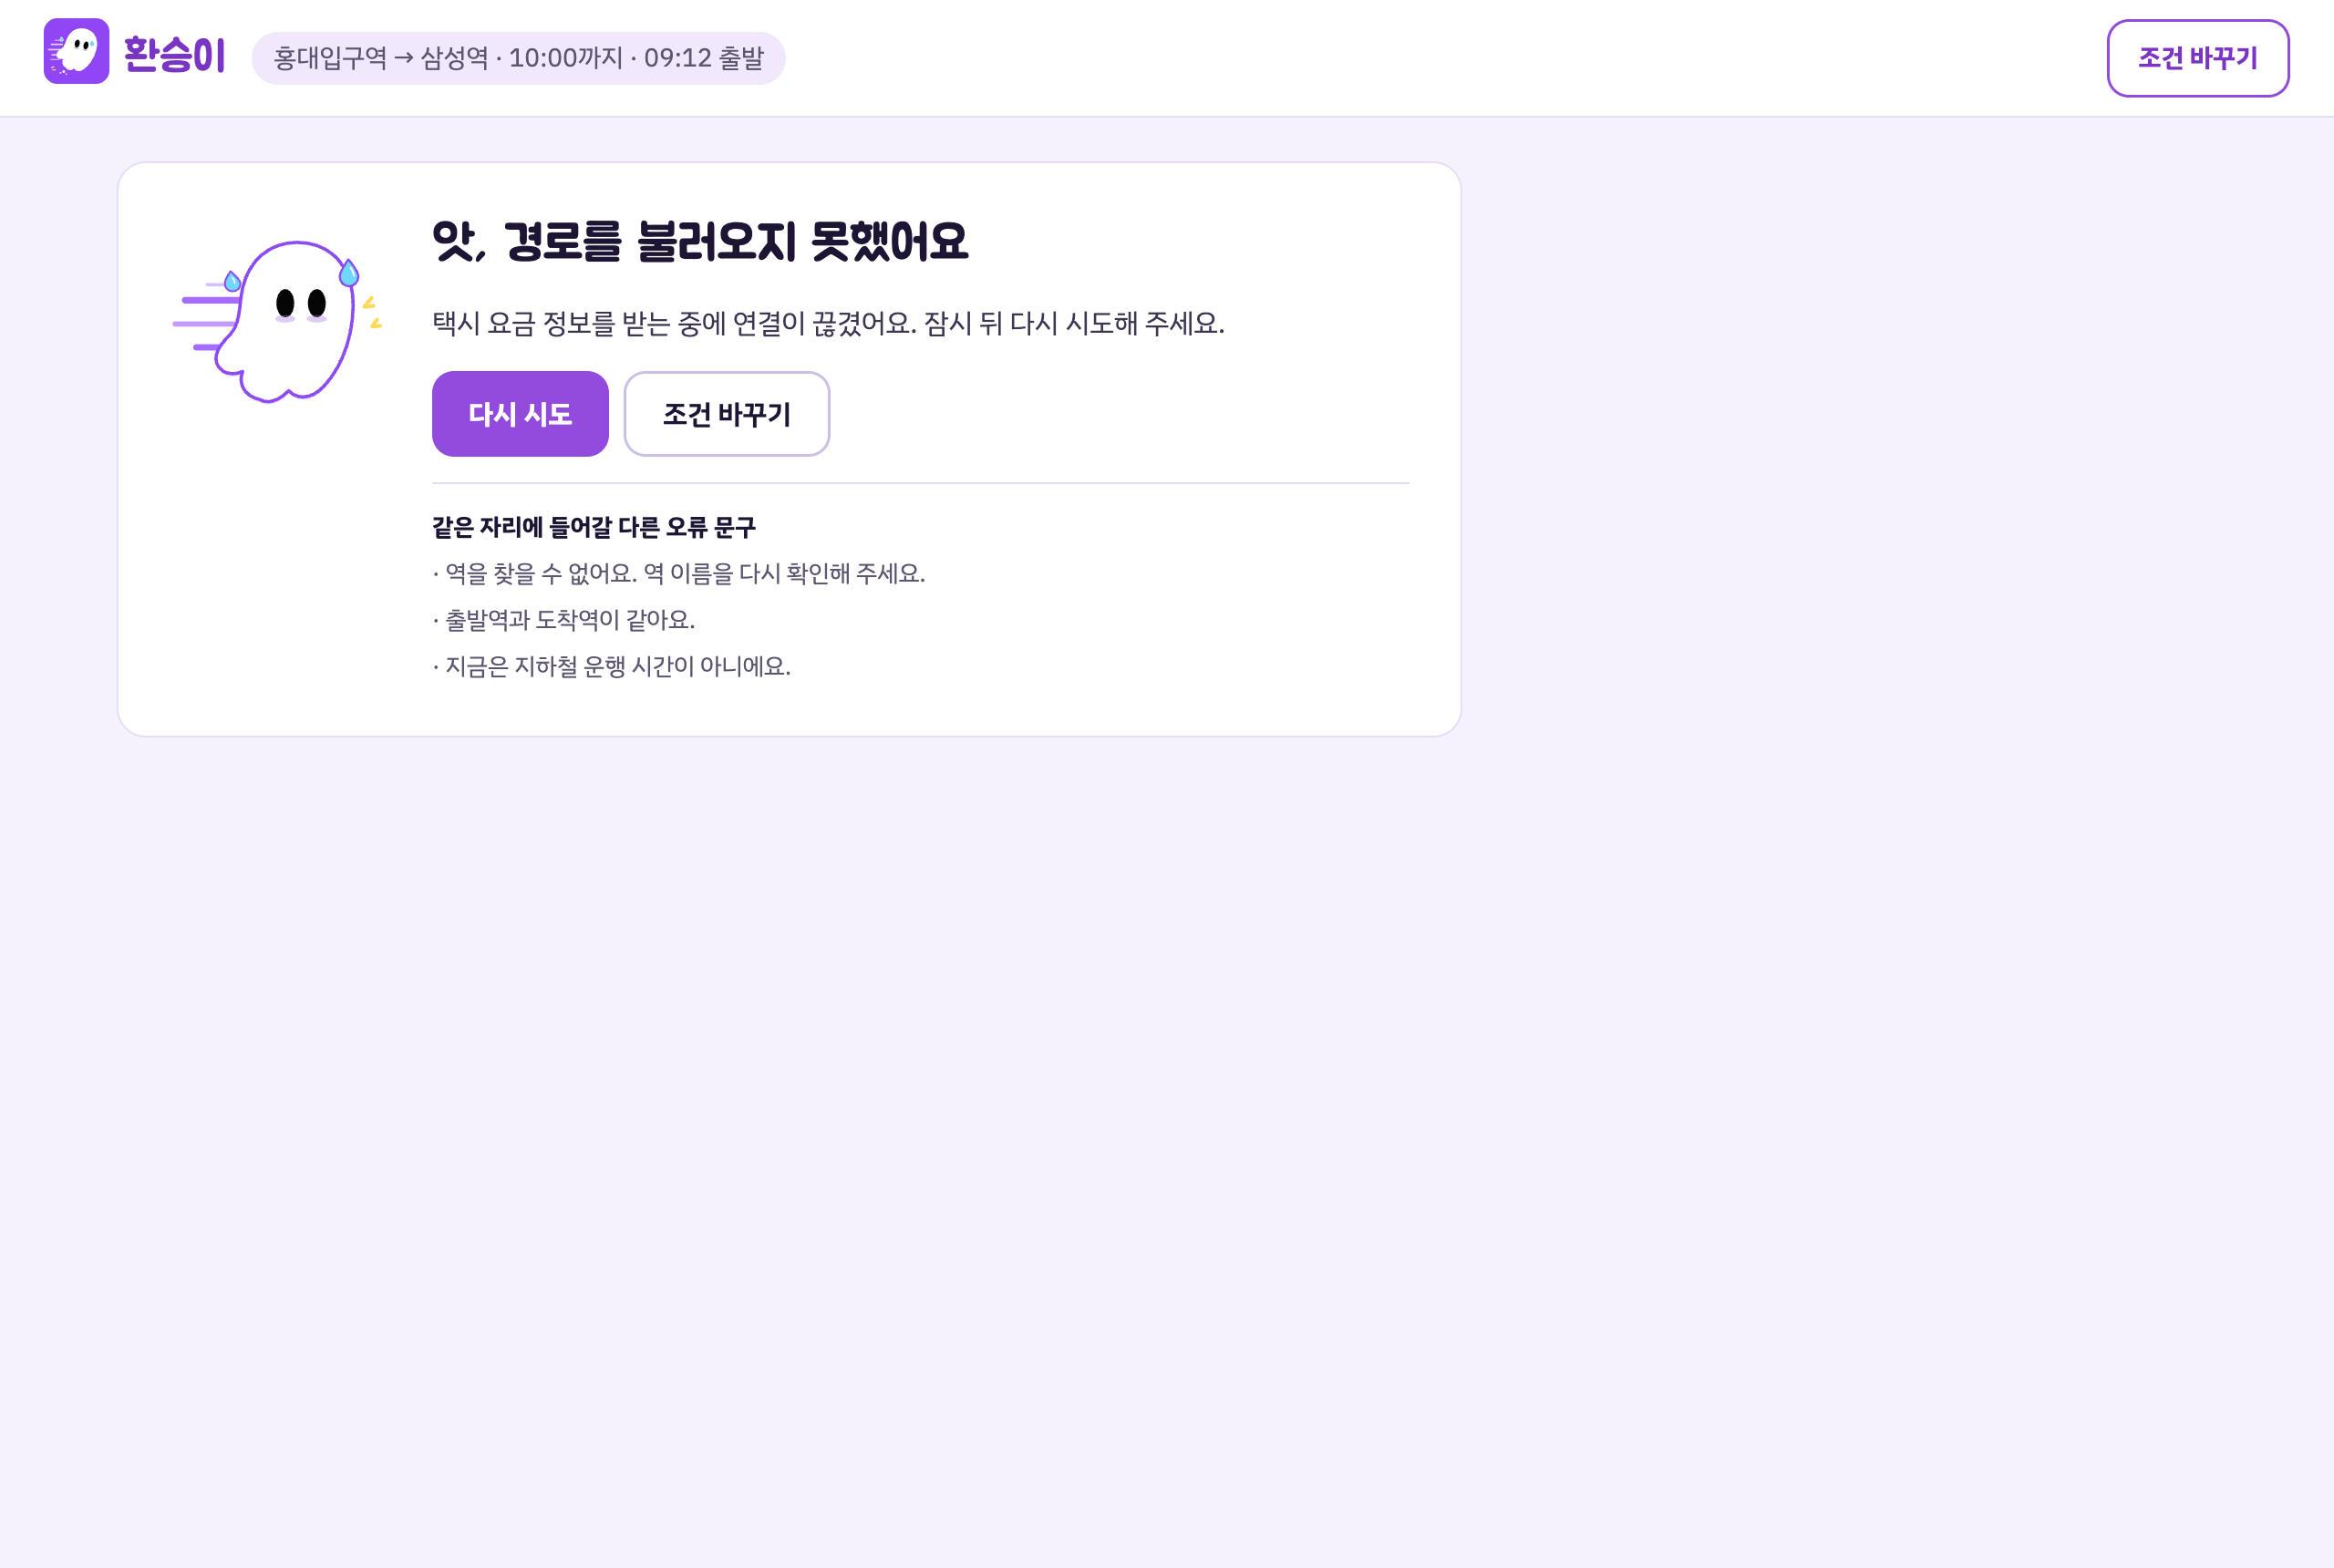 환승이
홍대입구역 → 삼성역 · 10:00까지 · 09:12 출발
조건 바꾸기
앗, 경로를 불러오지 못했어요
택시 요금 정보를 받는 중에 연결이 끊겼어요. 잠시 뒤 다시 시도해 주세요.
다시 시도
조건 바꾸기
같은 자리에 들어갈 다른 오류 문구
· 역을 찾을 수 없어요. 역 이름을 다시 확인해 주세요.
· 출발역과 도착역이 같아요.
· 지금은 지하철 운행 시간이 아니에요.